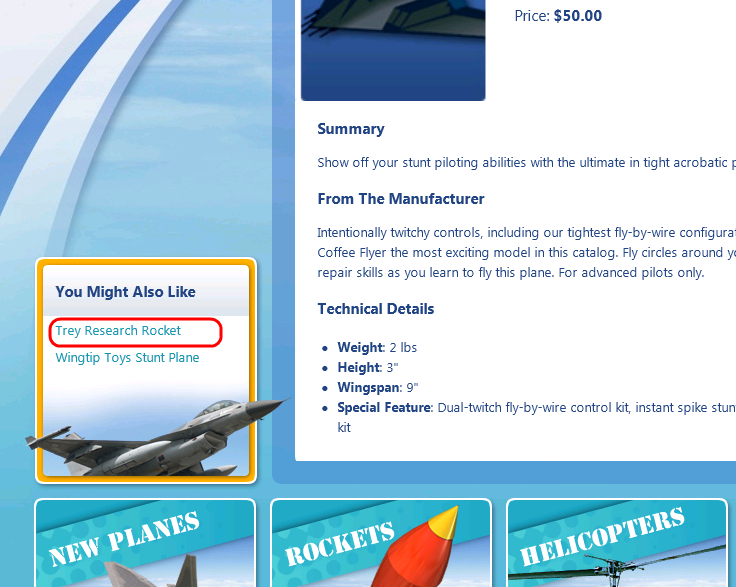 Price: $50.00
Summary
Show off your stunt piloting abilities with the ultimate in tight acrobatic
From The Manufacturer
Intentionally twitchy controls, including our tightest fly-by-wire
Coffee Flyer the most exciting model in this catalog. Fly circles around
repair skills as you learn to fly this plane. For advanced pilots only.
Technical Details
• Weight: 2 lbs
• Height: 3"
• Wingspan: 9"
• Special Feature: Dual-twitch fly-by-wire control kit, instant spike
kit
You Might Also Like
Trey Research Rocket
Wingtip Toys Stunt Plane
NEW PLANES
ROCKETS
HELICOPTERS